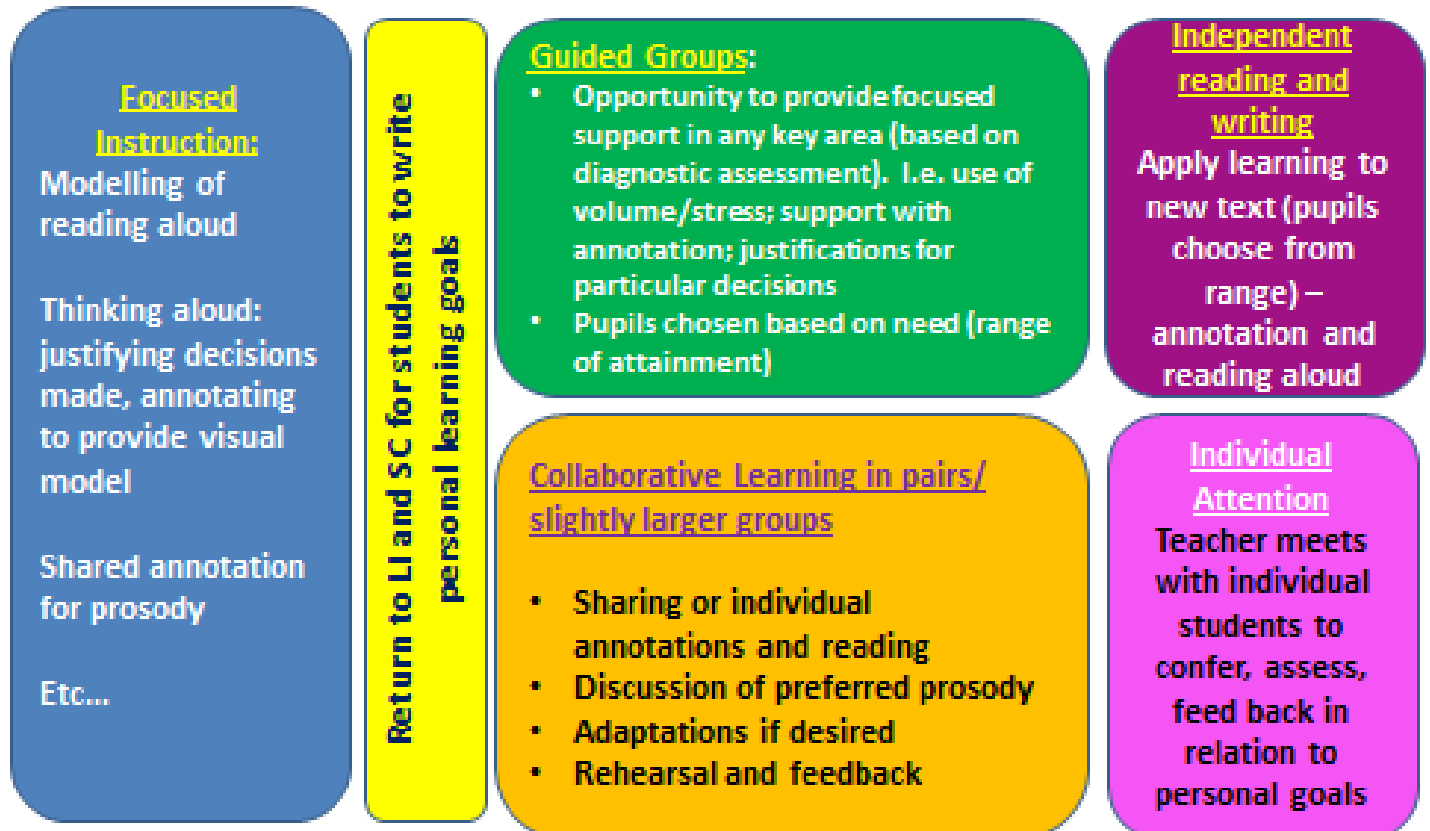 Focused
Instruction:
Modelling of
reading aloud
Thinking aloud:
justifying decisions
made, annotating
to provide visual
model
Shared annotation
for prosody
Etc...
Return to LI and SC for students to write
personal learning goals
Guided Groups:
• Opportunity to provide focused
support in any key area (based on
diagnostic assessment). I.e. use of
volume/stress; support with
annotation; justifications for
particular decisions
• Pupils chosen based on need (range
of attainment)
Collaborative Learning in pairs/
slightly larger groups
• Sharing or individual
annotations and reading
• Discussion of preferred prosody
• Adaptations if desired
• Rehearsal and feedback
Independent
reading and
writing
Apply learning to
new text (pupils
choose from
range) –
annotation and
reading aloud
Individual
Attention
Teacher meets
with individual
students to
confer, assess,
feed back in
relation to
personal goals